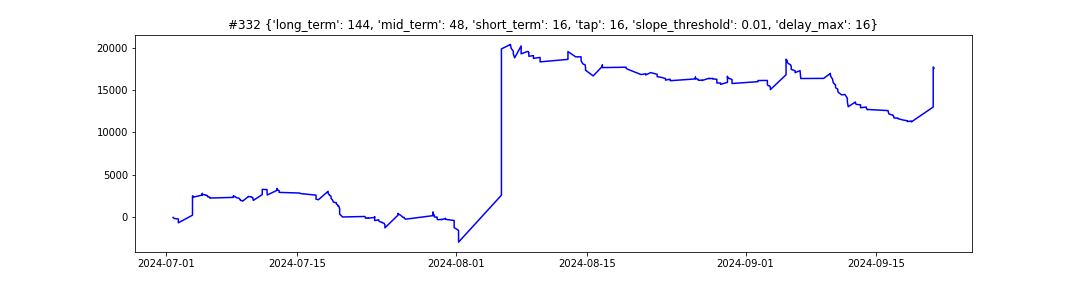 #332 {'long_term': 144, 'mid_term': 48, 'short_term': 16, 'tap': 16, 'slope_threshold': 0.01, 'delay_max': 16}
20000
15000
10000
5000
0
2024-07-01 2024-07-15 2024-08-01 2024-08-15 2024-09-01 2024-09-15